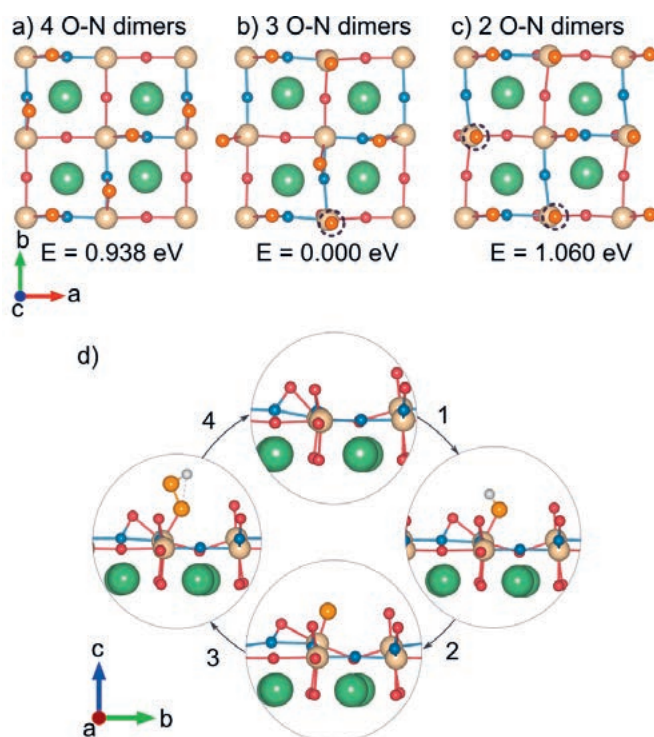 a) 4 O-N dimers b) 3 O-N dimers c) 2 O-N dimers
E = 0.938 eV E = 0.000 eV E = 1.060 eV
b
c a
d)
4 1
3 2
c
a b